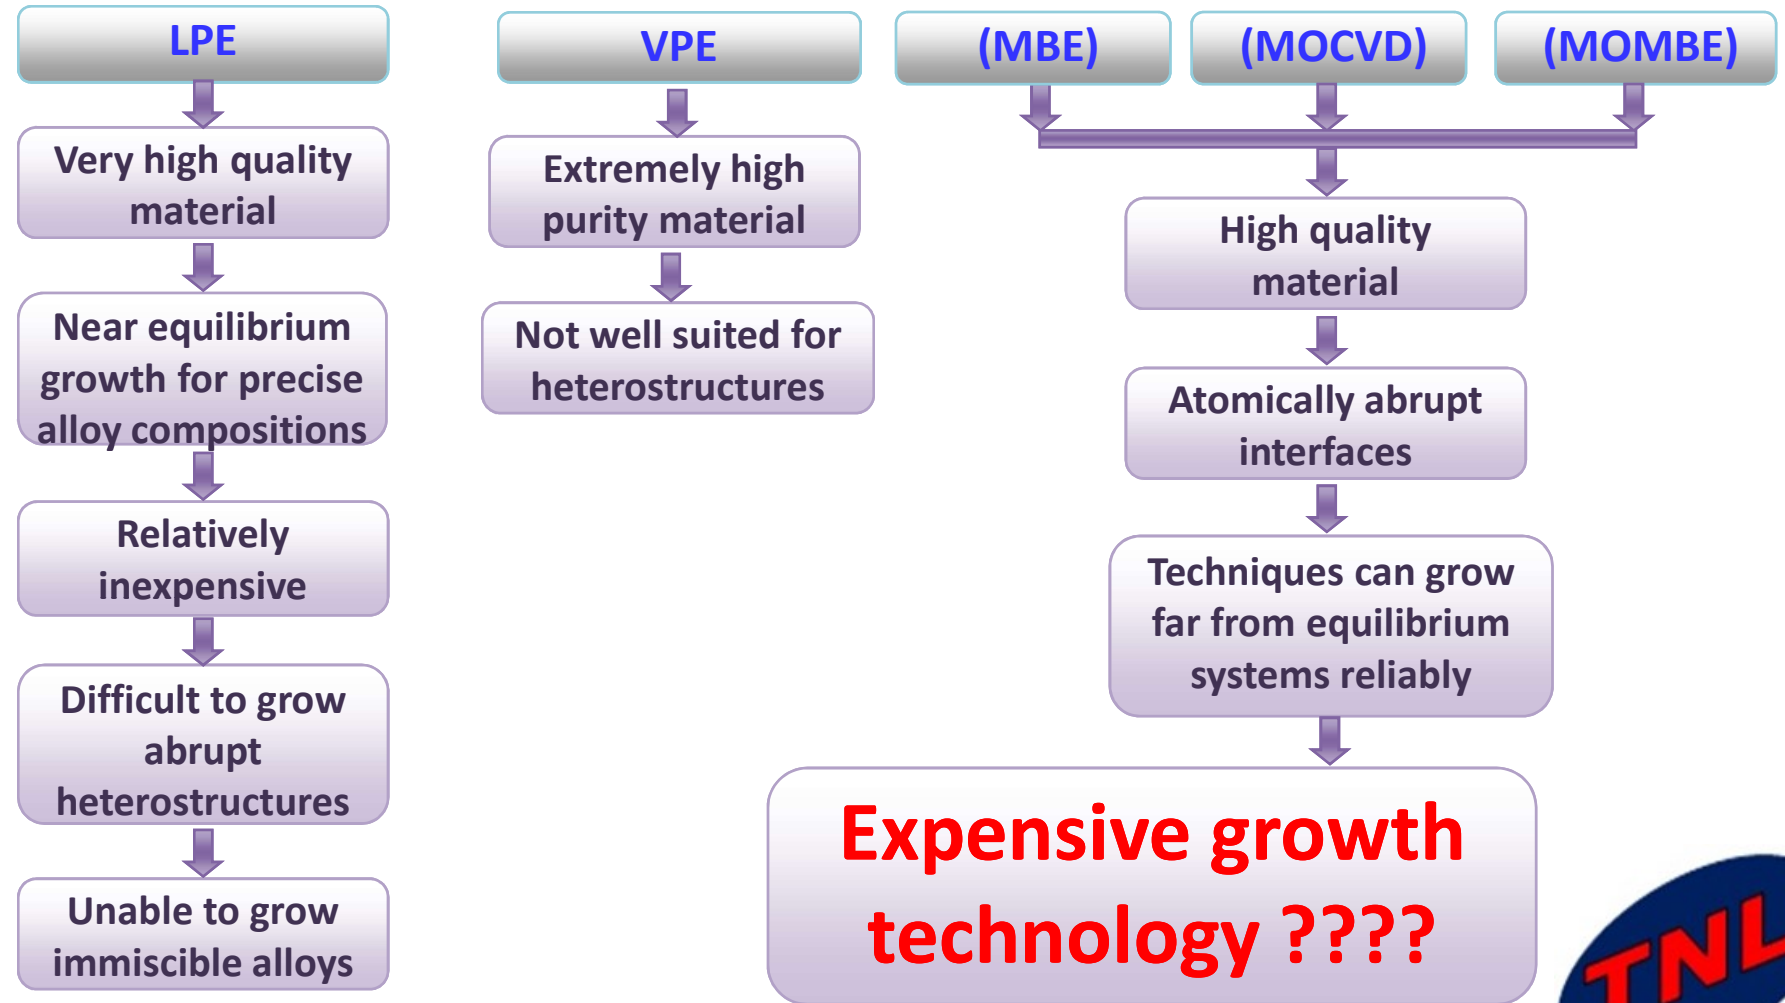 LPE
Very high quality
material
Near equilibrium
growth for precise
alloy compositions
Relatively
inexpensive
Difficult to grow
abrupt
heterostructures
Unable to grow
immiscible alloys
VPE
Extremely high
purity material
Not well suited for
heterostructures
(MBE)
(MOCVD)
(MOMBE)
High quality
material
Atomically abrupt
interfaces
Techniques can grow
far from equilibrium
systems reliably
Expensive growth
technology ????
TNL